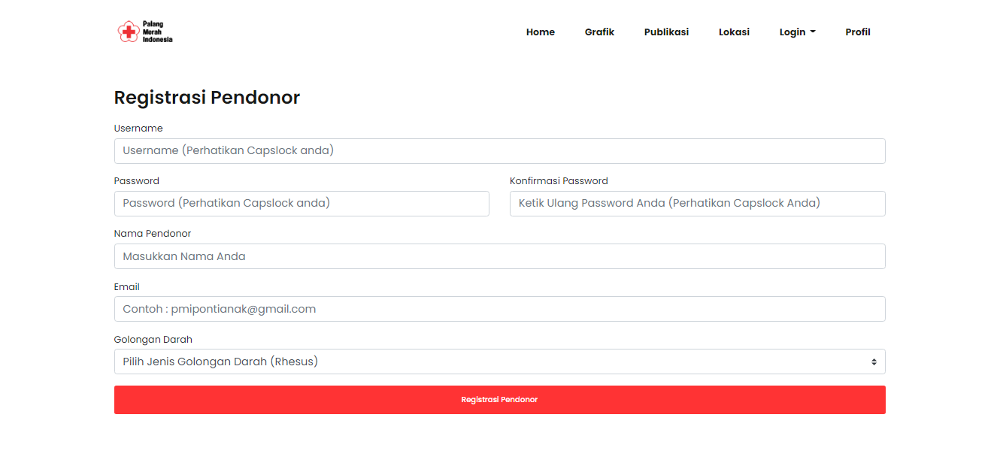 Palang
Merah
Indonesia
Home Grafik Publikasi Lokasi Login Profil
Registrasi Pendonor
Username
Username (Perhatikan Capslock anda)
Password Konfirmasi Password
Password (Perhatikan Capslock anda) Ketik Ulang Password Anda (Perhatikan Capslock Anda)
Nama Pendonor
Masukkan Nama Anda
Email
Contoh : pmipontianak@gmail.com
Golongan Darah
Pilih Jenis Golongan Darah (Rhesus)
Registrasi Pendonor